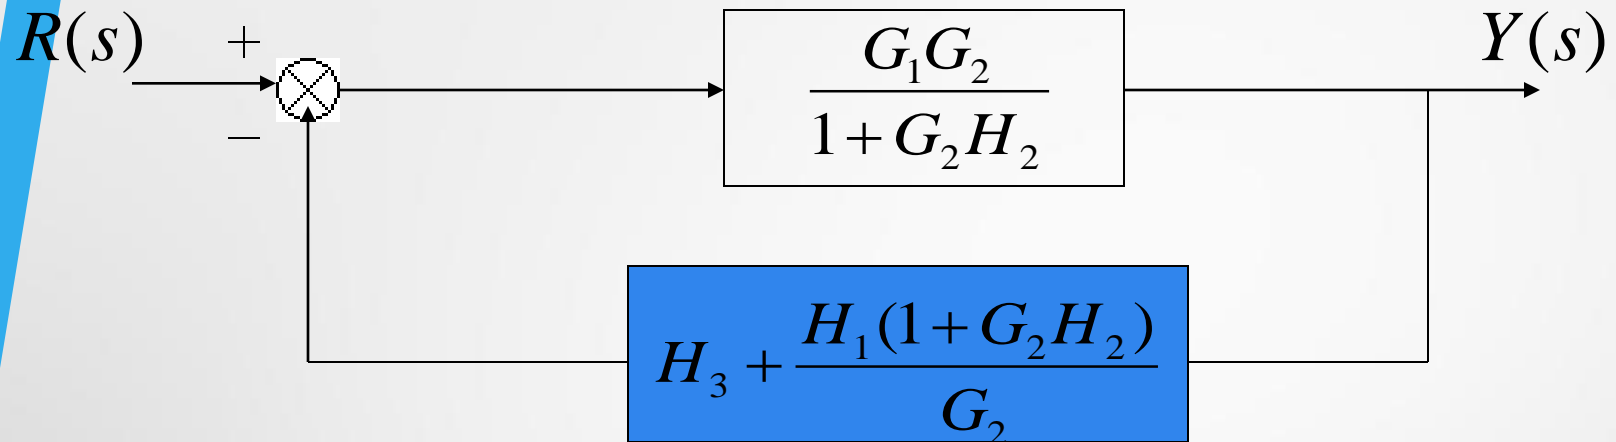 R(s) + Y(s)
−
G₁G₂
1 + G₂H₂
H₃ + H₁(1 + G₂H₂)
G₂